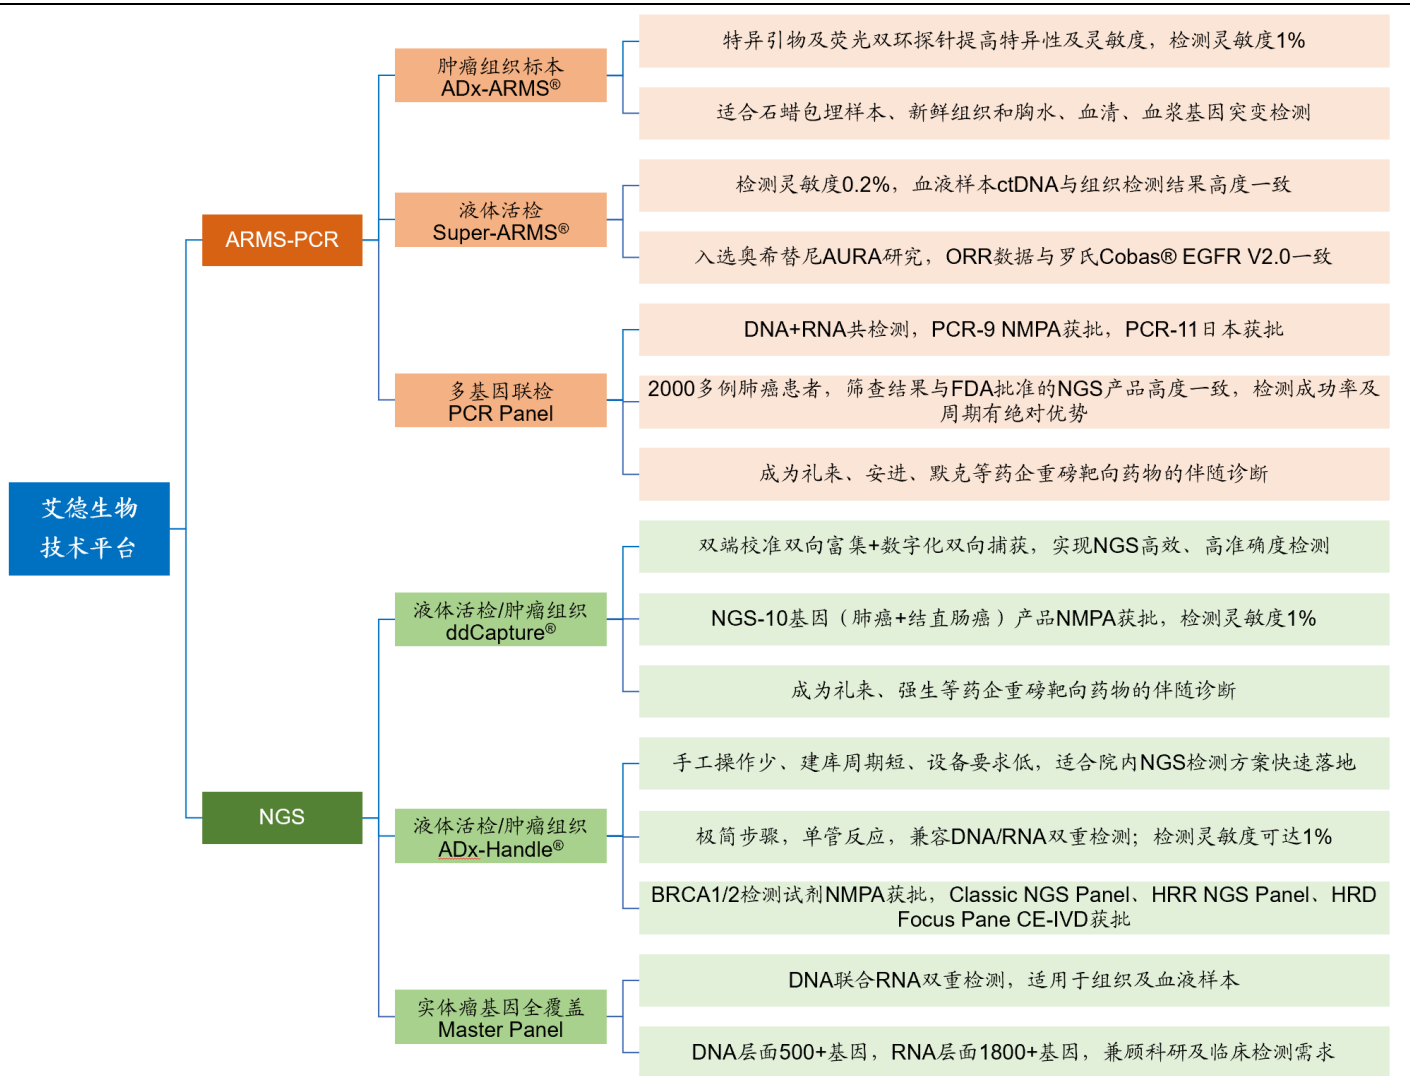 艾德生物
技术平台
ARMS-PCR
肿瘤组织标本
ADx-ARMS®
特异引物及荧光双环探针提高特异性及灵敏度，检测灵敏度1%
适合石蜡包埋样本、新鲜组织和胸水、血清、血浆基因突变检测
液体活检
Super-ARMS®
检测灵敏度0.2%，血液样本ctDNA与组织检测结果高度一致
入选奥希替尼AURA研究，ORR数据与罗氏Cobas® EGFR V2.0一致
多基因联检
PCR Panel
DNA+RNA共检测，PCR-9 NMPA获批，PCR-11日本获批
2000多例肺癌患者，筛查结果与FDA批准的NGS产品高度一致，检测成功率及
周期有绝对优势
成为礼来、安进、默克等药企重磅靶向药物的伴随诊断
NGS
液体活检/肿瘤组织
ddCapture®
双端校准双向富集+数字化双向捕获，实现NGS高效、高准确度检测
NGS-10基因（肺癌+结直肠癌）产品NMPA获批，检测灵敏度1%
成为礼来、强生等药企重磅靶向药物的伴随诊断
液体活检/肿瘤组织
ADx-Handle®
手工操作少、建库周期短、设备要求低，适合院内NGS检测方案快速落地
极简步骤，单管反应，兼容DNA/RNA双重检测；检测灵敏度可达1%
BRCA1/2检测试剂NMPA获批，Classic NGS Panel、HRR NGS Panel、HRD
Focus Pane CE-IVD获批
实体瘤基因全覆盖
Master Panel
DNA联合RNA双重检测，适用于组织及血液样本
DNA层面500+基因，RNA层面1800+基因，兼顾科研及临床检测需求